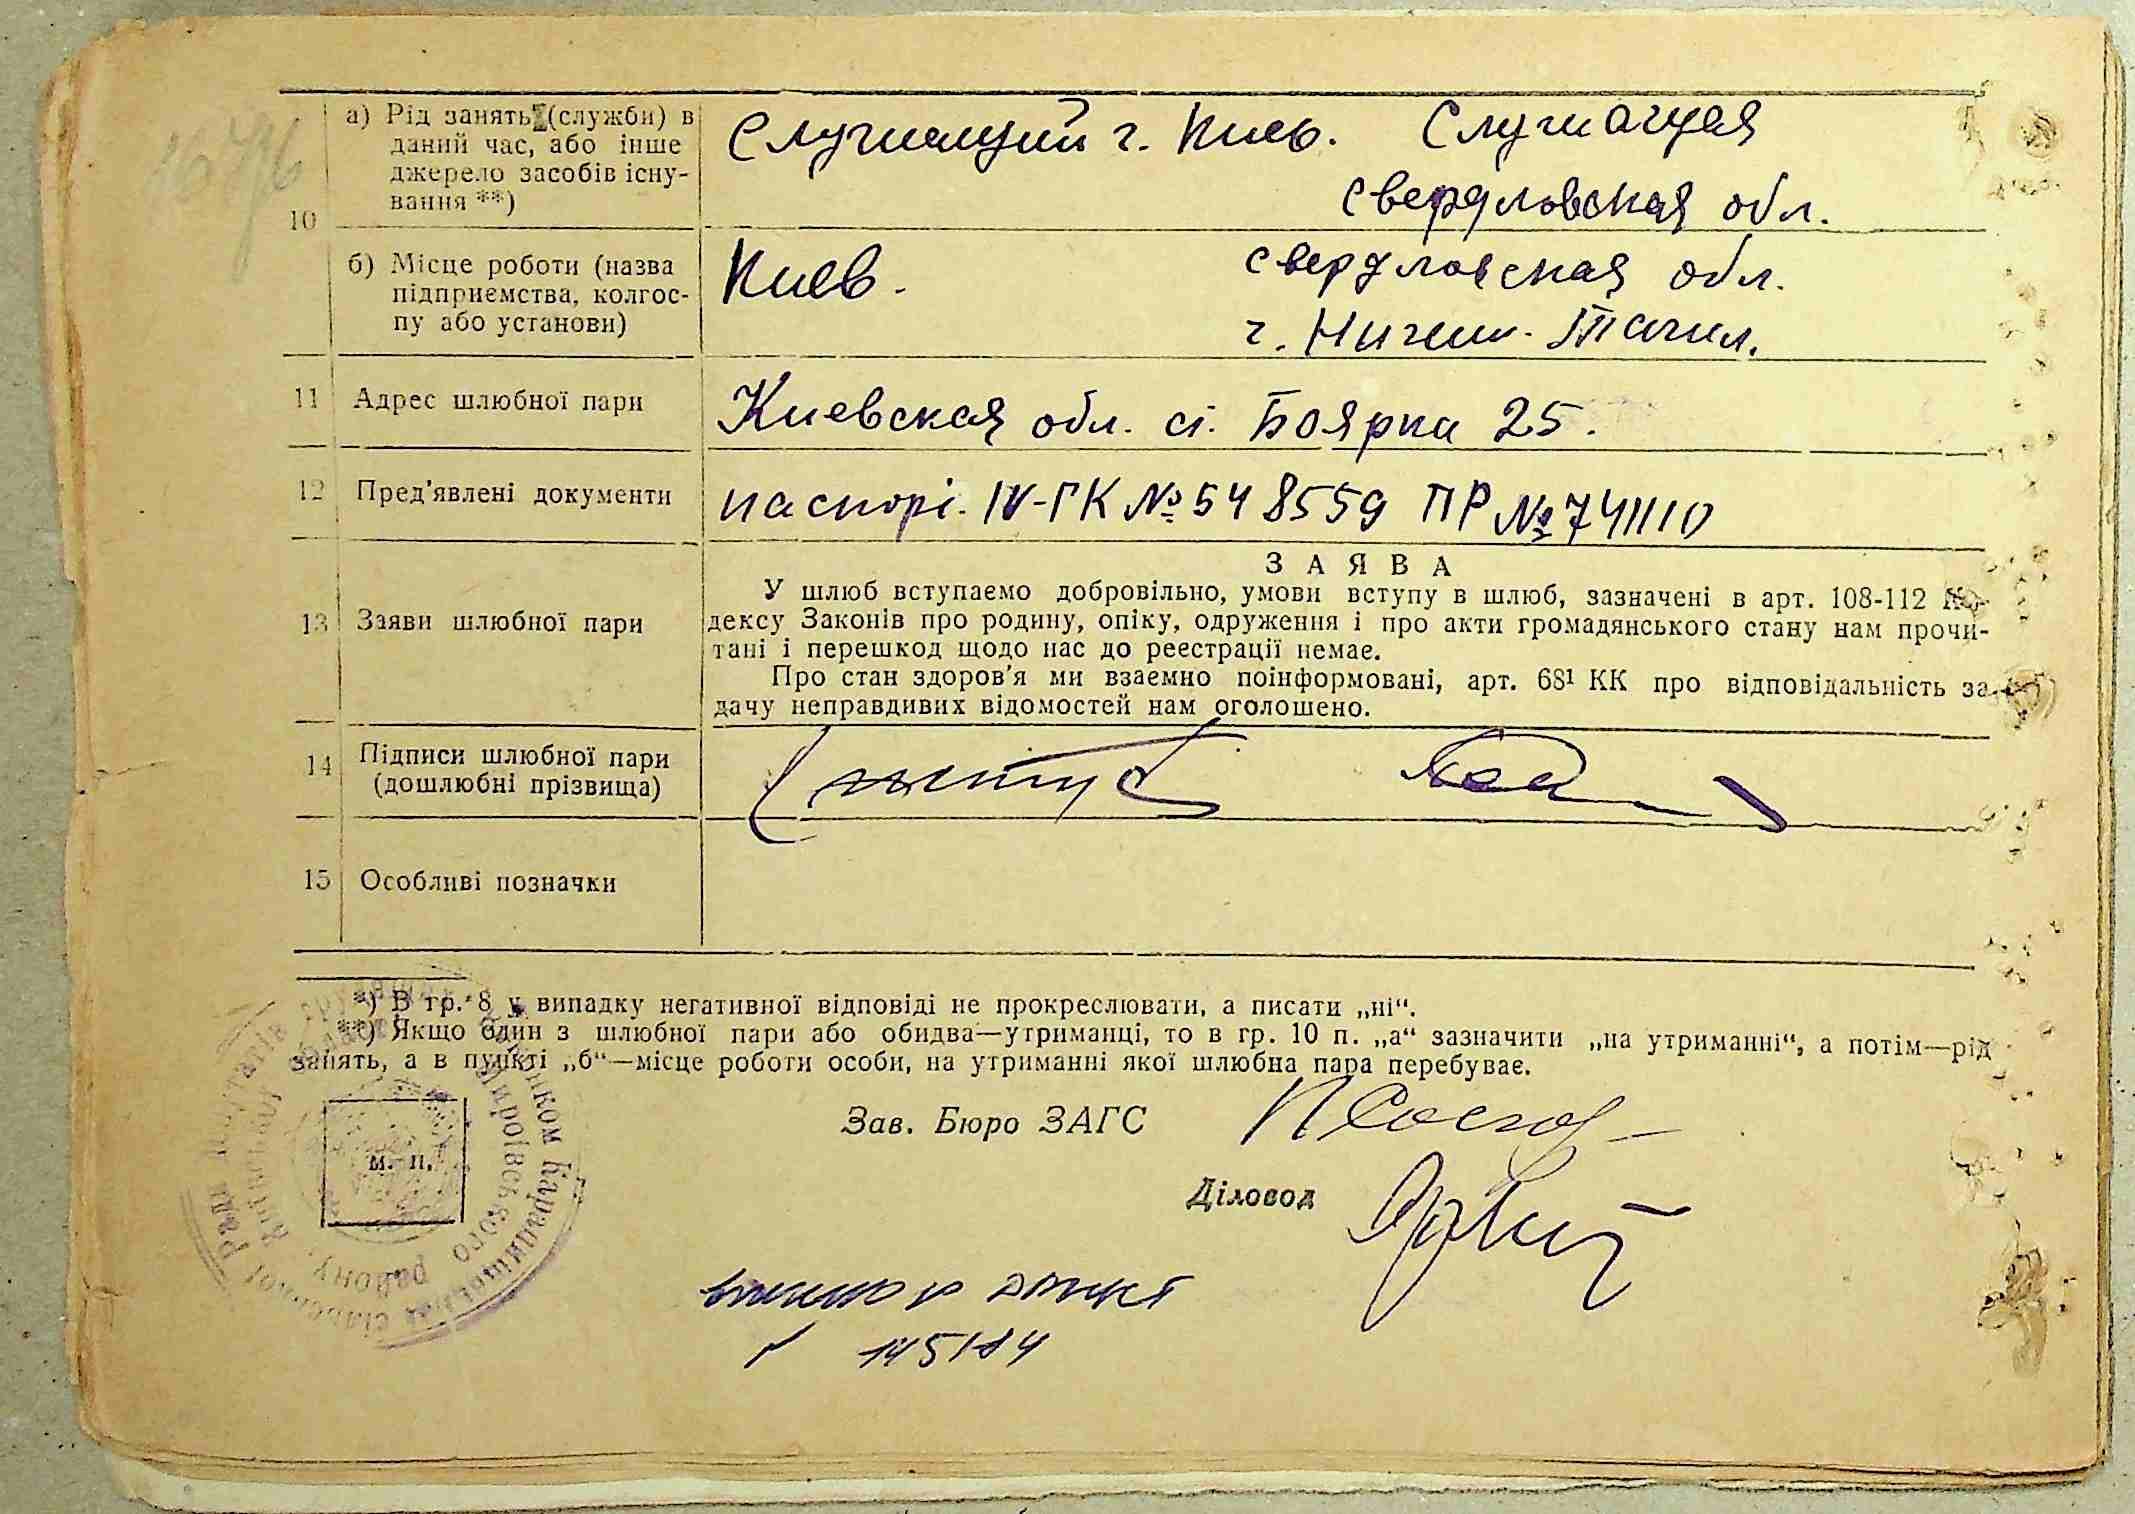 10
а) Рід занять (служби) в
даний час, або інше
джерело засобів існу-
вання **)
Служащий г. Киев. Служащая
Свердловская обл.
б) Місце роботи (назва
підприємства, колгос-
пу або установи)
Киев. Свердловская обл.
г. Нижн-Тагил.
11 Адрес шлюбної пари Киевская обл. ст. Боярка 25.
12 Пред'явлені документи паспорт. IV-ГК № 548559 ПР № 741110
13 Заяви шлюбної пари
ЗАЯВА
У шлюб вступаемо добровільно, умови вступу в шлюб, зазначені в арт. 108-112 Ко-
дексу Законів про родину, опіку, одруження і про акти громадянського стану нам прочи-
тані і перешкод щодо нас до реестрації немає.
Про стан здоров'я ми взаємно поінформовані, арт. 68¹ КК про відповідальність за
дачу неправдивих відомостей нам оголошено.
14 Підписи шлюбної пари
(дошлюбні прізвища)
15 Особливі позначки
*) В гр. 8 у випадку негативної відповіді не прокреслювати, а писати „ні“.
**) Якщо один з шлюбної пари або обидва—утриманці, то в гр. 10 п. „а“ зазначити „на утриманні“, а потім—рід
занять, а в пункті „б“—місце роботи особи, на утриманні якої шлюбна пара перебуває.
Зав. Бюро ЗАГС
м. п.
Діловод
145184